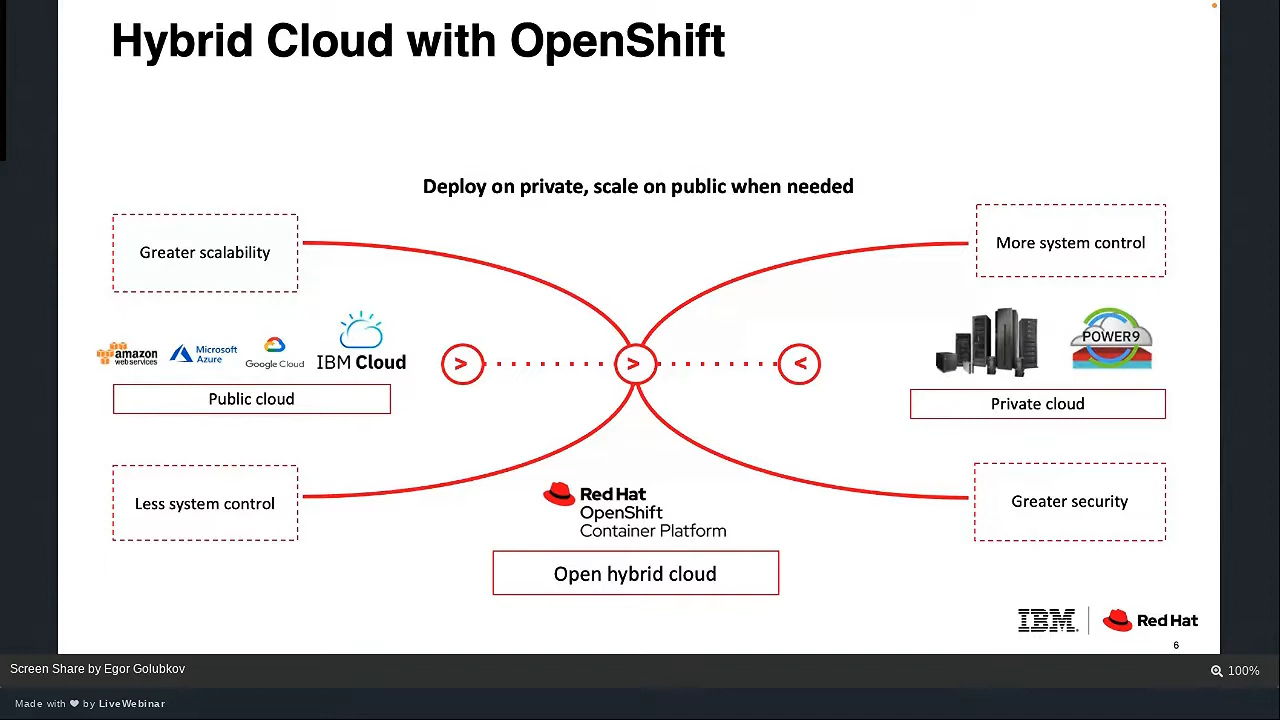 Hybrid Cloud with OpenShift
Deploy on private, scale on public when needed
Greater scalability
More system control
amazon
web services
Microsoft
Azure
Google Cloud
IBM Cloud
>
>
<
POWER9
Public cloud
Private cloud
Less system control
Red Hat
OpenShift
Container Platform
Greater security
Open hybrid cloud
IBM
Red Hat
6
Screen Share by Egor Golubkov
100%
Made with ❤ by LiveWebinar